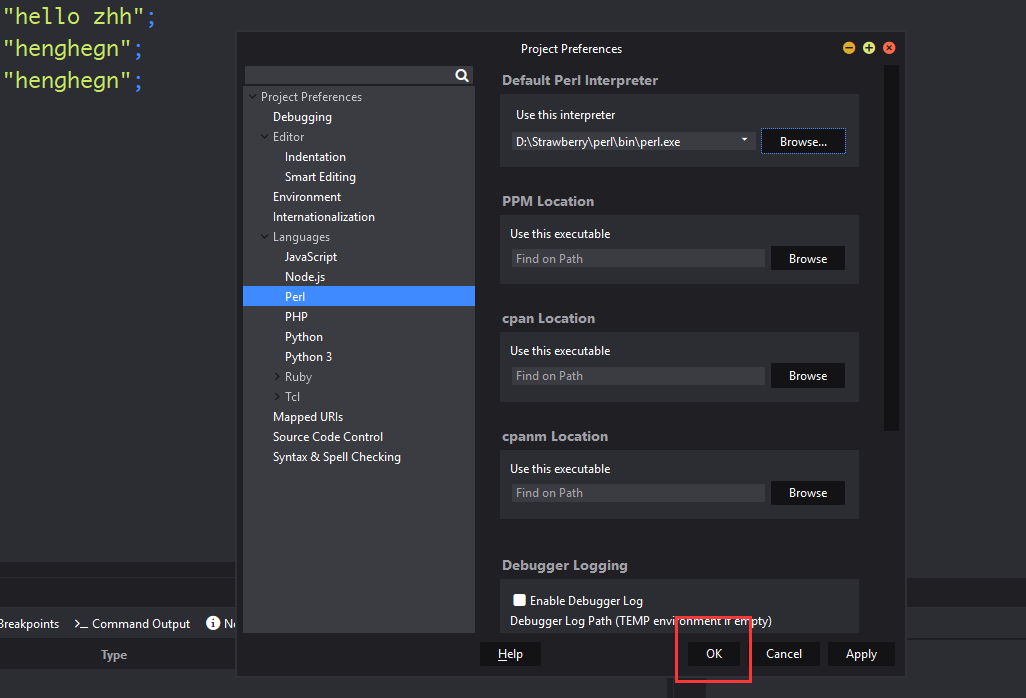 "hello zhh";
"henghegn";
"henghegn";
Project Preferences
Project Preferences
Debugging
Editor
Indentation
Smart Editing
Environment
Internationalization
Languages
JavaScript
Node.js
Perl
PHP
Python
Python 3
Ruby
Tcl
Mapped URIs
Source Code Control
Syntax & Spell Checking
Default Perl Interpreter
Use this interpreter
D:\Strawberry\perl\bin\perl.exe Browse...
PPM Location
Use this executable
Find on Path Browse
cpan Location
Use this executable
Find on Path Browse
cpanm Location
Use this executable
Find on Path Browse
Debugger Logging
Enable Debugger Log
Debugger Log Path (TEMP environment if empty)
Help OK Cancel Apply
Breakpoints >_ Command Output
Type